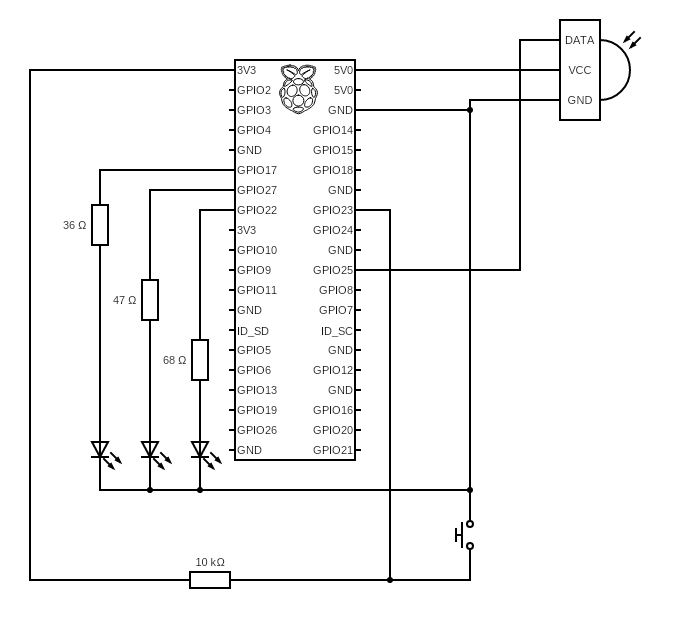 DATA
VCC
GND
3V3 5V0
GPIO2 5V0
GPIO3 GND
GPIO4 GPIO14
GND GPIO15
GPIO17 GPIO18
GPIO27 GND
GPIO22 GPIO23
3V3 GPIO24
GPIO10 GND
GPIO9 GPIO25
GPIO11 GPIO8
GND GPIO7
ID_SD ID_SC
GPIO5 GND
GPIO6 GPIO12
GPIO13 GND
GPIO19 GPIO16
GPIO26 GPIO20
GND GPIO21
36 Ω
47 Ω
68 Ω
10 kΩ